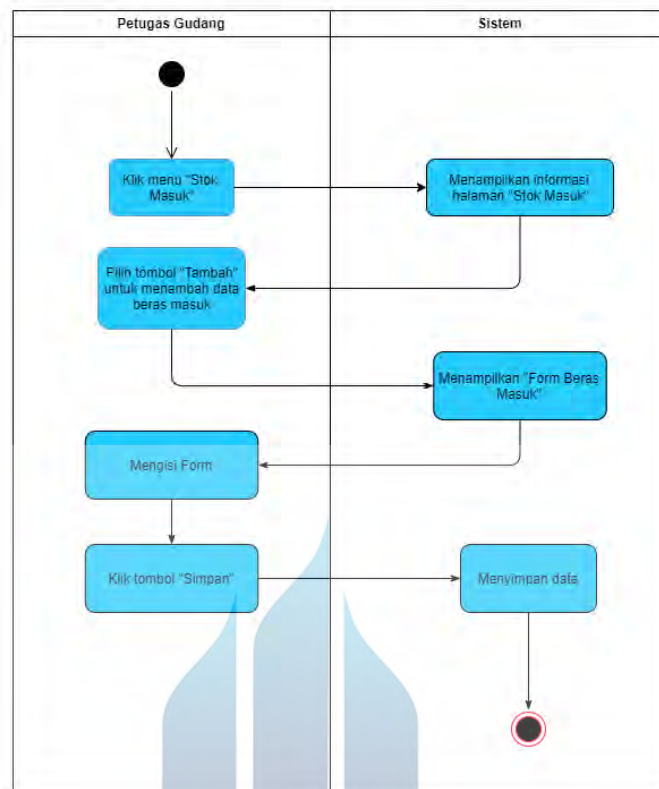 Petugas Gudang
Sistem
Klik menu "Stok
Masuk"
Menampilkan informasi
halaman "Stok Masuk"
Pilih tombol "Tambah"
untuk menambah data
beras masuk
Menampilkan "Form Beras
Masuk"
Mengisi Form
Klik tombol "Simpan"
Menyimpan data